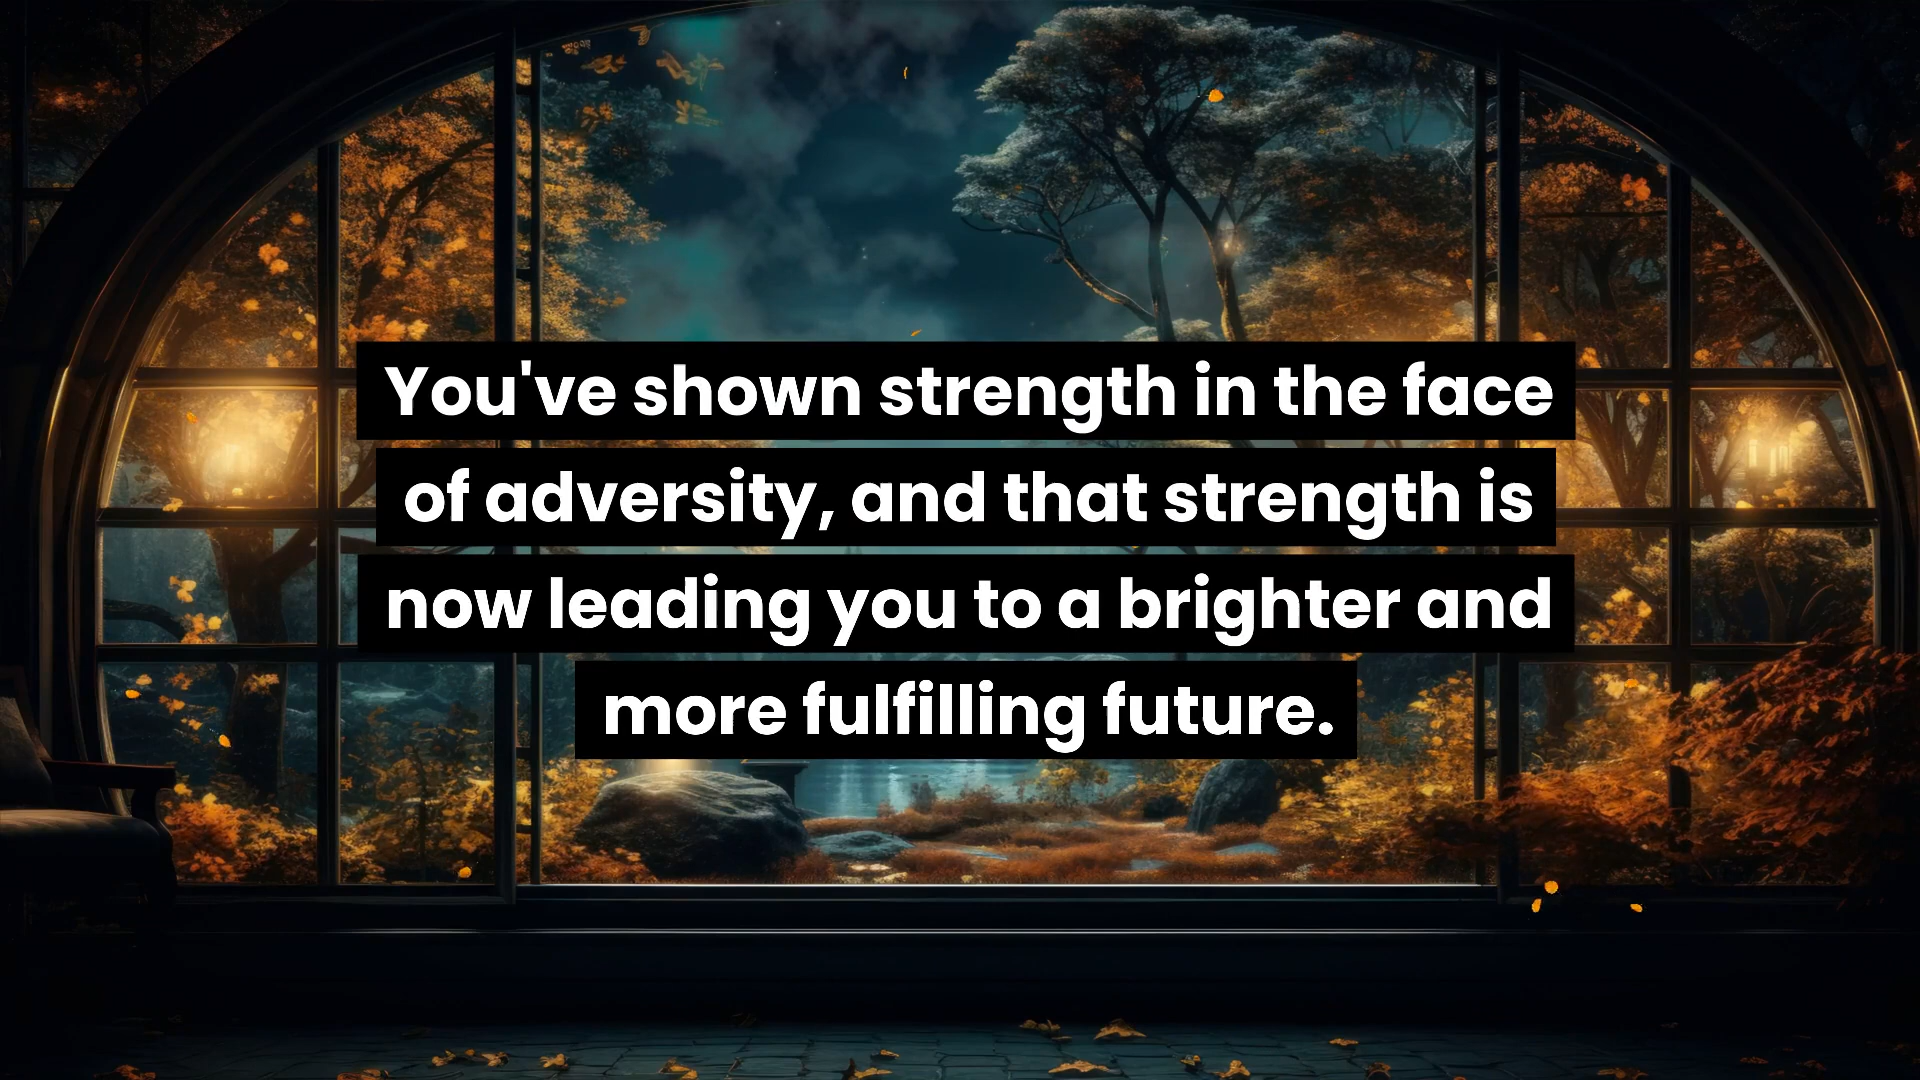 You've shown strength in the face
of adversity, and that strength is
now leading you to a brighter and
more fulfilling future.